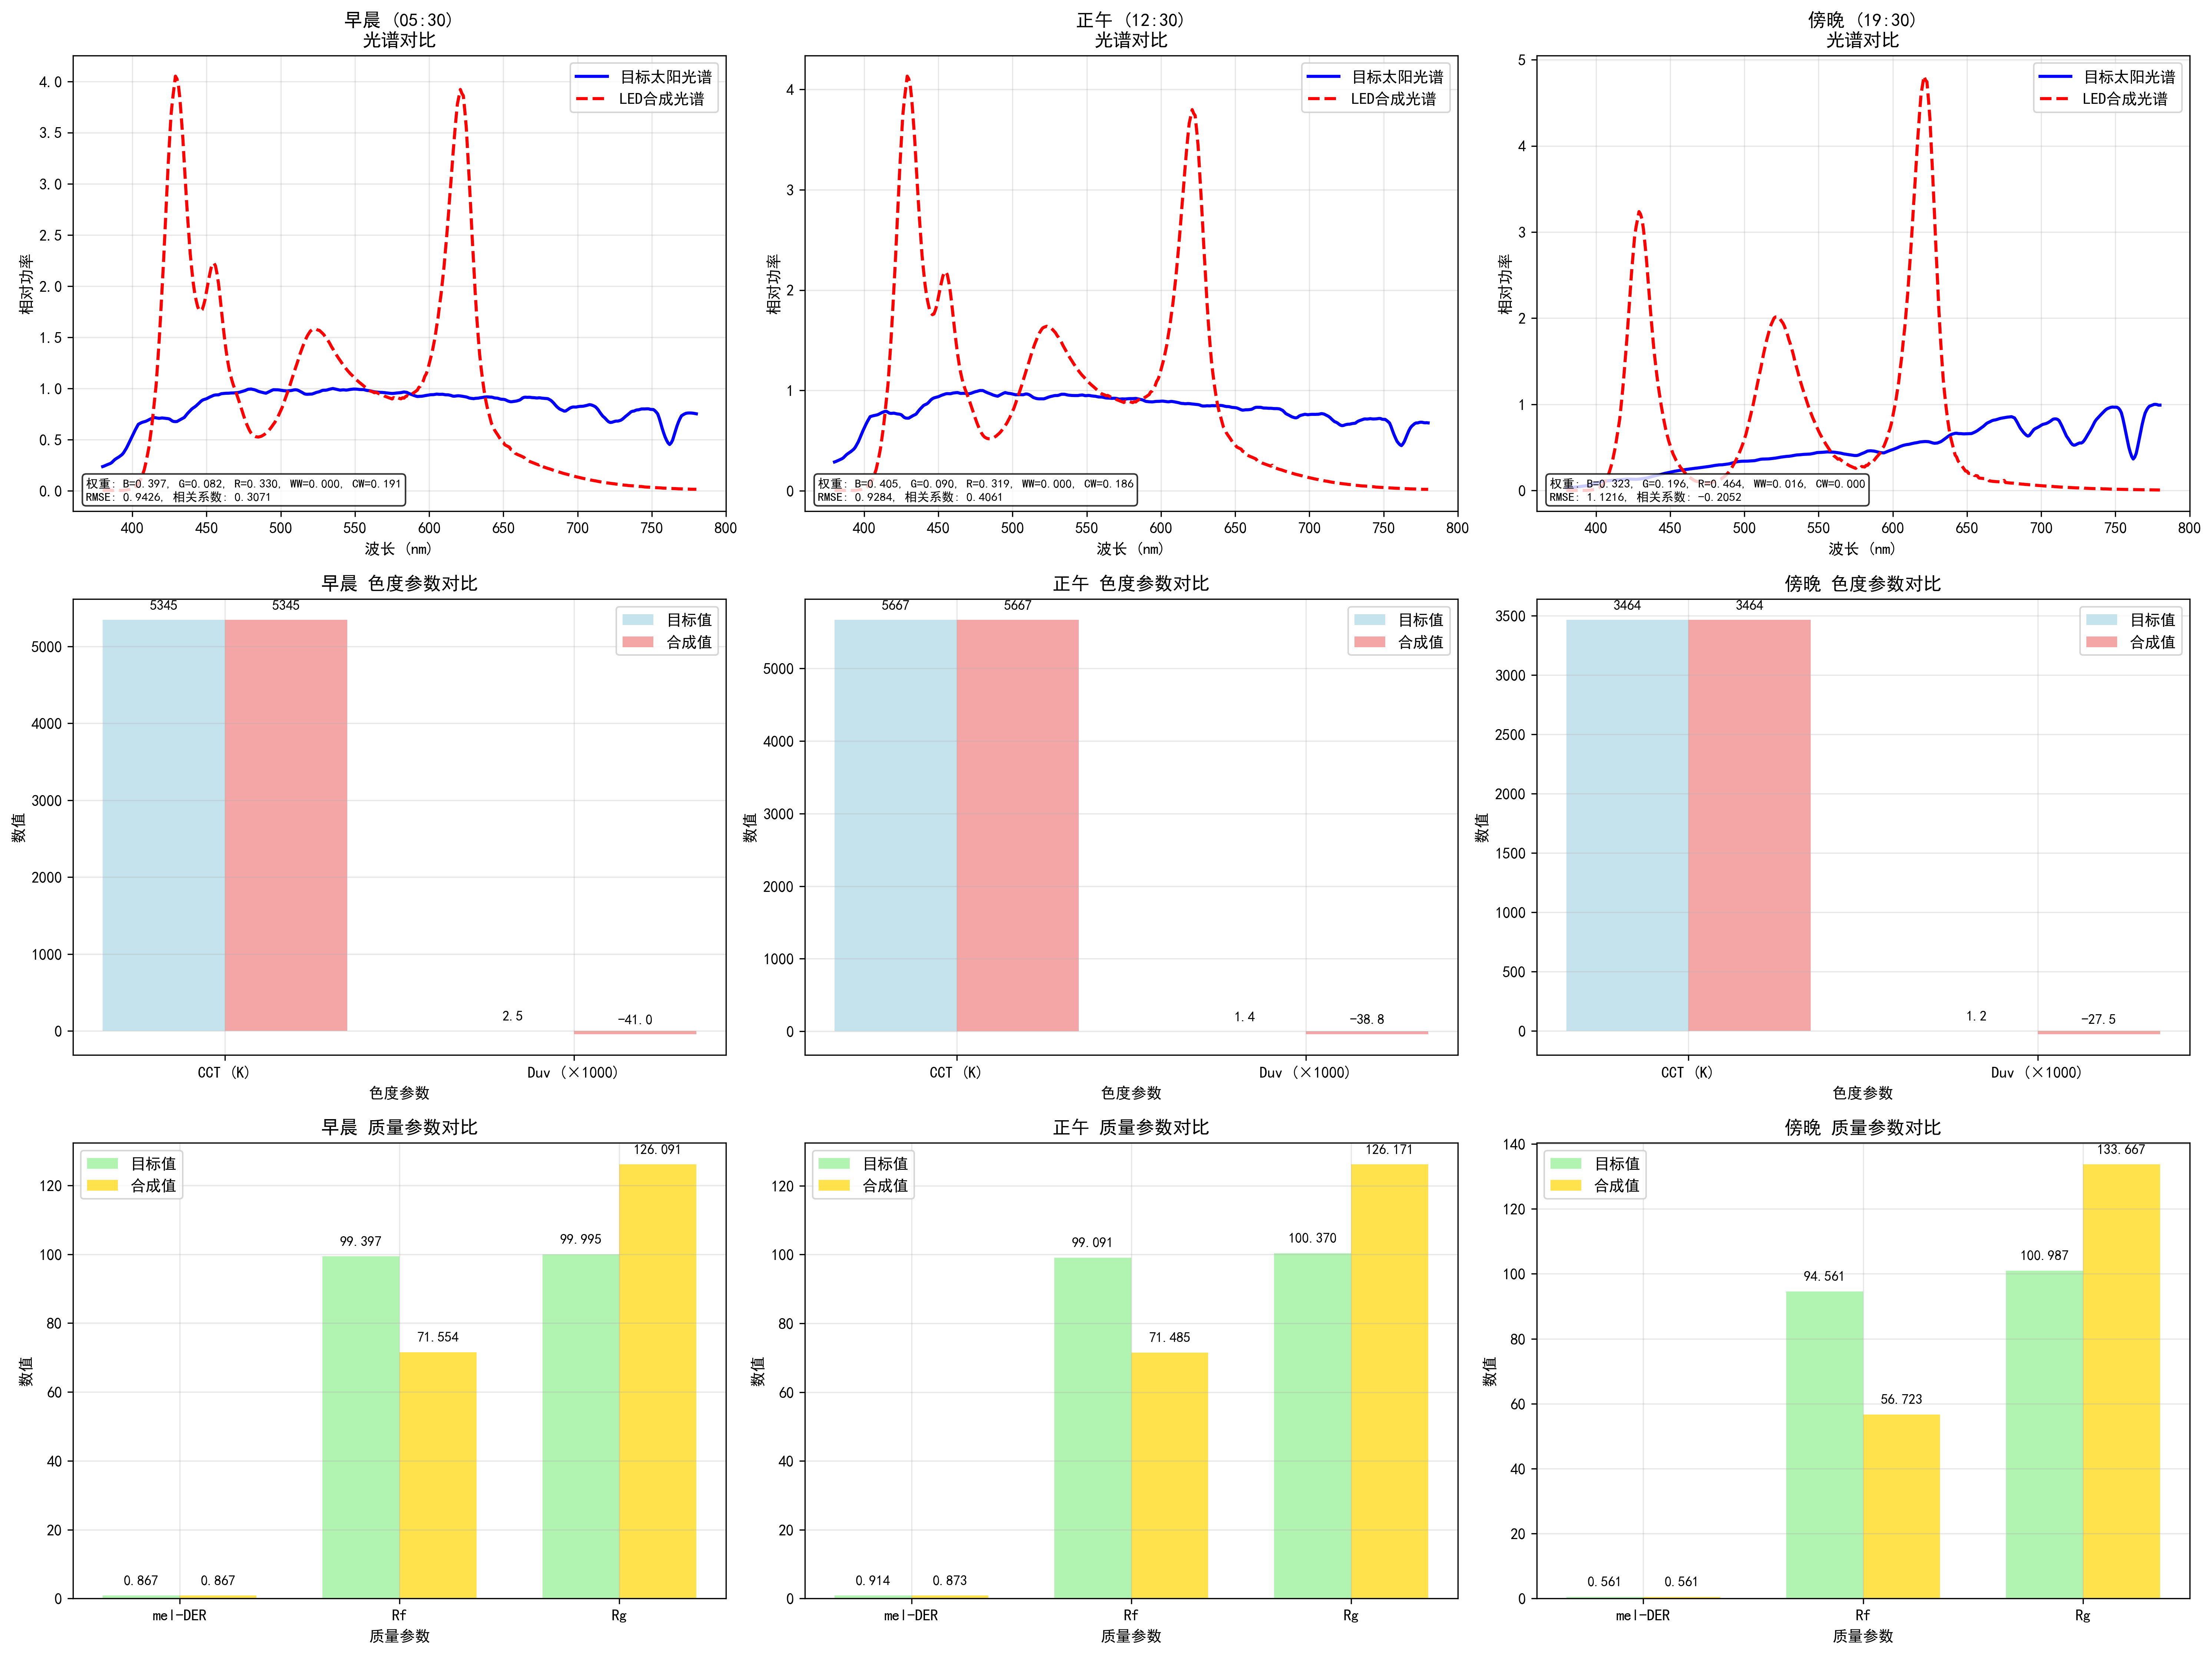 早晨 (05:30)
光谱对比
目标太阳光谱
LED合成光谱
4.0
3.5
3.0
2.5
2.0
1.5
1.0
0.5
0.0
相对功率
权重: B=0.397, G=0.082, R=0.330, WW=0.000, CW=0.191
RMSE: 0.9426, 相关系数: 0.3071
400 450 500 550 600 650 700 750 800
波长 (nm)
正午 (12:30)
光谱对比
目标太阳光谱
LED合成光谱
4
3
2
1
0
相对功率
权重: B=0.405, G=0.090, R=0.319, WW=0.000, CW=0.186
RMSE: 0.9284, 相关系数: 0.4061
400 450 500 550 600 650 700 750 800
波长 (nm)
傍晚 (19:30)
光谱对比
目标太阳光谱
LED合成光谱
5
4
3
2
1
0
相对功率
权重: B=0.323, G=0.196, R=0.464, WW=0.016, CW=0.000
RMSE: 1.1216, 相关系数: -0.2052
400 450 500 550 600 650 700 750 800
波长 (nm)
早晨 色度参数对比
5345 5345
目标值
合成值
5000
4000
3000
2000
1000
0
数值
2.5 -41.0
CCT (K) Duv (×1000)
色度参数
正午 色度参数对比
5667 5667
目标值
合成值
5000
4000
3000
2000
1000
0
数值
1.4 -38.8
CCT (K) Duv (×1000)
色度参数
傍晚 色度参数对比
3464 3464
目标值
合成值
3500
3000
2500
2000
1500
1000
500
0
数值
1.2 -27.5
CCT (K) Duv (×1000)
色度参数
早晨 质量参数对比
目标值
合成值
126.091
99.397 99.995
71.554
0.867 0.867
120
100
80
60
40
20
0
数值
mel-DER Rf Rg
质量参数
正午 质量参数对比
目标值
合成值
126.171
99.091 100.370
71.485
0.914 0.873
120
100
80
60
40
20
0
数值
mel-DER Rf Rg
质量参数
傍晚 质量参数对比
目标值
合成值
133.667
94.561 100.987
56.723
0.561 0.561
140
120
100
80
60
40
20
0
数值
mel-DER Rf Rg
质量参数